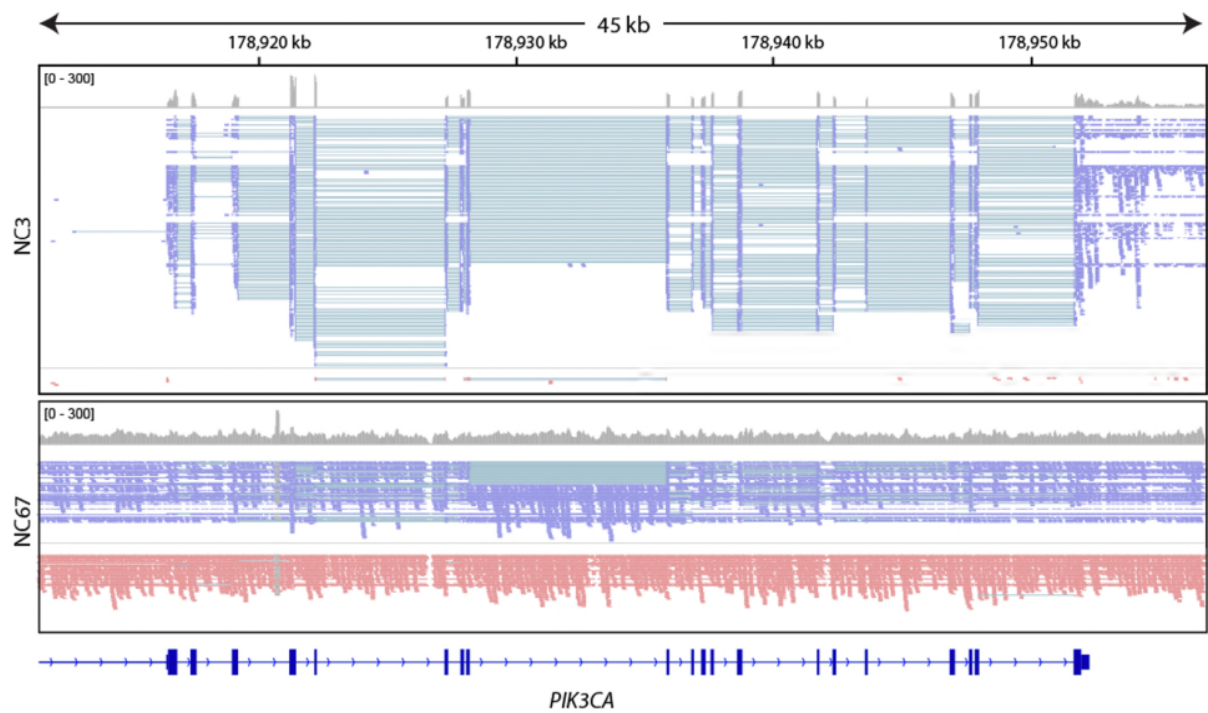 45 kb
178,920 kb 178,930 kb 178,940 kb 178,950 kb
[0 - 300]
NC3
[0 - 300]
NC67
PIK3CA